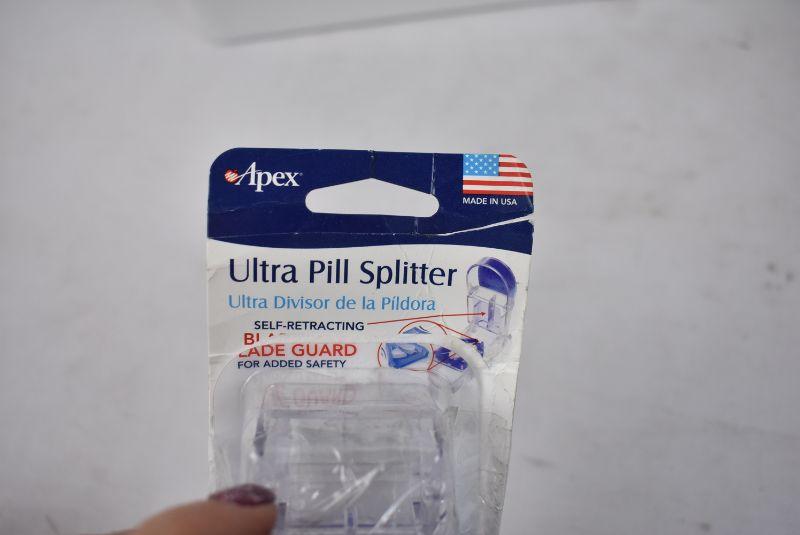 Apex®
MADE IN USA
Ultra Pill Splitter
Ultra Divisor de la Píldora
SELF-RETRACTING
LADE GUARD
FOR ADDED SAFETY